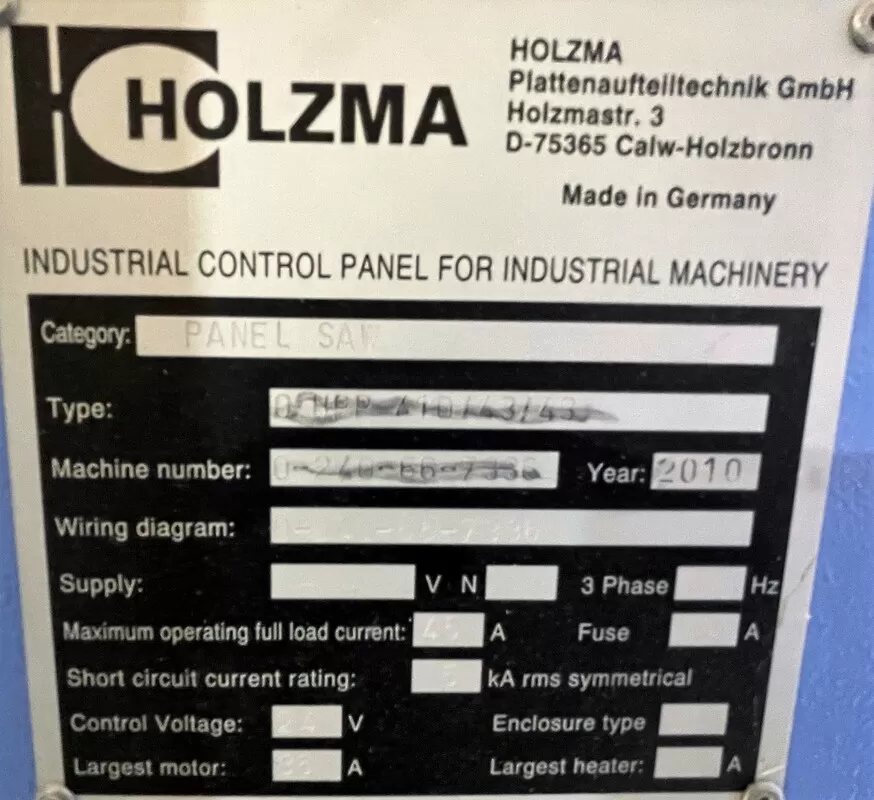 HOLZMA
HOLZMA
Plattenaufteiltechnik GmbH
Holzmastr. 3
D-75365 Calw-Holzbronn
Made in Germany
INDUSTRIAL CONTROL PANEL FOR INDUSTRIAL MACHINERY
Category: PANEL SAW
Type:
Machine number: Year: 2010
Wiring diagram:
Supply: V N 3 Phase Hz
Maximum operating full load current: A Fuse A
Short circuit current rating: 5 kA rms symmetrical
Control Voltage: 24 V Enclosure type
Largest motor: A Largest heater: A